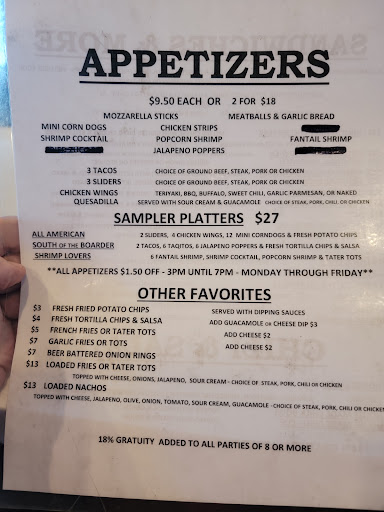 APPETIZERS
$9.50 EACH OR 2 FOR $18
MOZZARELLA STICKS MEATBALLS & GARLIC BREAD
MINI CORN DOGS CHICKEN STRIPS
SHRIMP COCKTAIL POPCORN SHRIMP FANTAIL SHRIMP
JALAPENO POPPERS
3 TACOS CHOICE OF GROUND BEEF, STEAK, PORK OR CHICKEN
3 SLIDERS CHOICE OF GROUND BEEF, STEAK, PORK OR CHICKEN
CHICKEN WINGS TERIYAKI, BBQ, BUFFALO, SWEET CHILI, GARLIC PARMESAN, OR NAKED
QUESADILLA SERVED WITH SOUR CREAM & GUACAMOLE CHOICE OF STEAK, PORK, CHILI, OR CHICKEN
SAMPLER PLATTERS $27
ALL AMERICAN 2 SLIDERS, 4 CHICKEN WINGS, 12 MINI CORNDOGS & FRESH POTATO CHIPS
SOUTH OF THE BOARDER 2 TACOS, 6 TAQITOS, 6 JALAPENO POPPERS & FRESH TORTILLA CHIPS & SALSA
SHRIMP LOVERS 6 FANTAIL SHRIMP, SHRIMP COCKTAIL, POPCORN SHRIMP & TATER TOTS
**ALL APPETIZERS $1.50 OFF - 3PM UNTIL 7PM - MONDAY THROUGH FRIDAY**
OTHER FAVORITES
$3 FRESH FRIED POTATO CHIPS SERVED WITH DIPPING SAUCES
$4 FRESH TORTILLA CHIPS & SALSA ADD GUACAMOLE OR CHEESE DIP $3
$5 FRENCH FRIES OR TATER TOTS ADD CHEESE $2
$7 GARLIC FRIES OR TOTS ADD CHEESE $2
$7 BEER BATTERED ONION RINGS
$13 LOADED FRIES OR TATER TOTS
TOPPED WITH CHEESE, ONIONS, JALAPENO, SOUR CREAM - CHOICE OF STEAK, PORK, CHILI OR CHICKEN
$13 LOADED NACHOS
TOPPED WITH CHEESE, JALAPENO, OLIVE, ONION, TOMATO, SOUR CREAM, GUACAMOLE - CHOICE OF STEAK, PORK, CHILI OR CHICKEN
18% GRATUITY ADDED TO ALL PARTIES OF 8 OR MORE